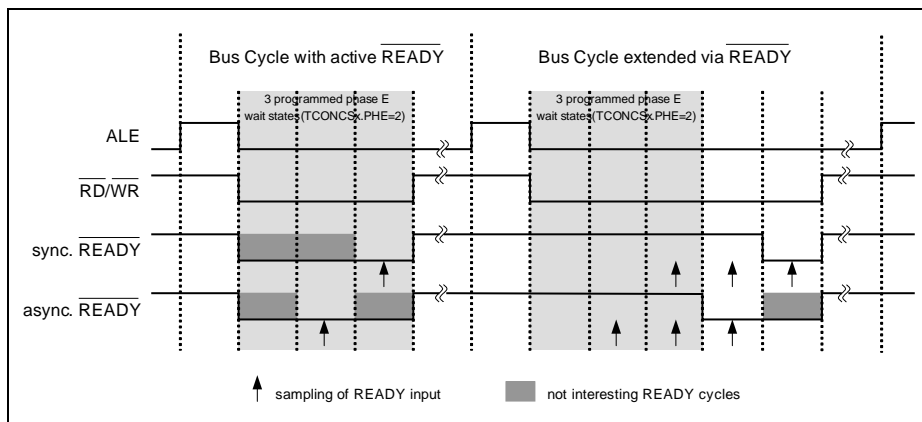 Bus Cycle with active READY
Bus Cycle extended via READY
3 programmed phase E
wait states(TCONCSx.PHE=2)
3 programmed phase E
wait states(TCONCSx.PHE=2)
ALE
RD/WR
sync. READY
async. READY
sampling of READY input
not interesting READY cycles